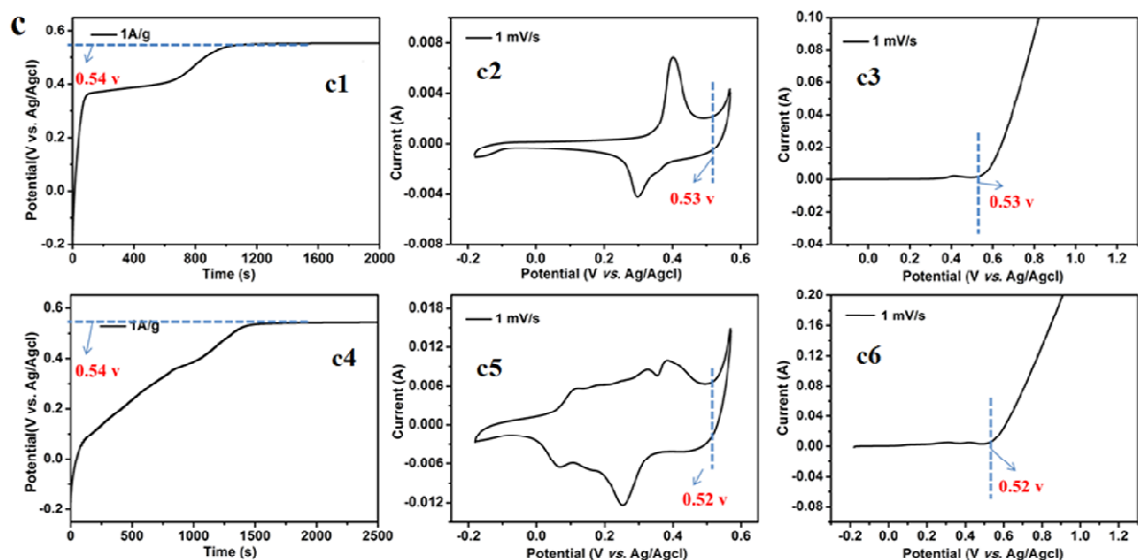 c
Potential(V vs. Ag/Agcl)
0.6
0.4
0.2
0.0
-0.2
1A/g
0.54 v
c1
0 400 800 1200 1600 2000
Time (s)
Current (A)
0.008
0.004
0.000
-0.004
-0.008
1 mV/s
c2
0.53 v
-0.2 0.0 0.2 0.4 0.6
Potential (V vs. Ag/Agcl)
Current (A)
0.10
0.08
0.06
0.04
0.02
0.00
-0.02
-0.04
1 mV/s
c3
0.53 v
0.0 0.2 0.4 0.6 0.8 1.0 1.2
Potential (V vs. Ag/Agcl)
Potential(V vs. Ag/Agcl)
0.6
0.4
0.2
0.0
-0.2
1A/g
0.54 v
c4
0 500 1000 1500 2000 2500
Time (s)
Current (A)
0.018
0.012
0.006
0.000
-0.006
-0.012
1 mV/s
c5
0.52 v
-0.2 0.0 0.2 0.4 0.6
Potential (V vs. Ag/Agcl)
Current (A)
0.20
0.16
0.12
0.08
0.04
0.00
-0.04
-0.08
1 mV/s
c6
0.52 v
-0.2 0.0 0.2 0.4 0.6 0.8 1.0 1.2
Potential (V vs. Ag/Agcl)